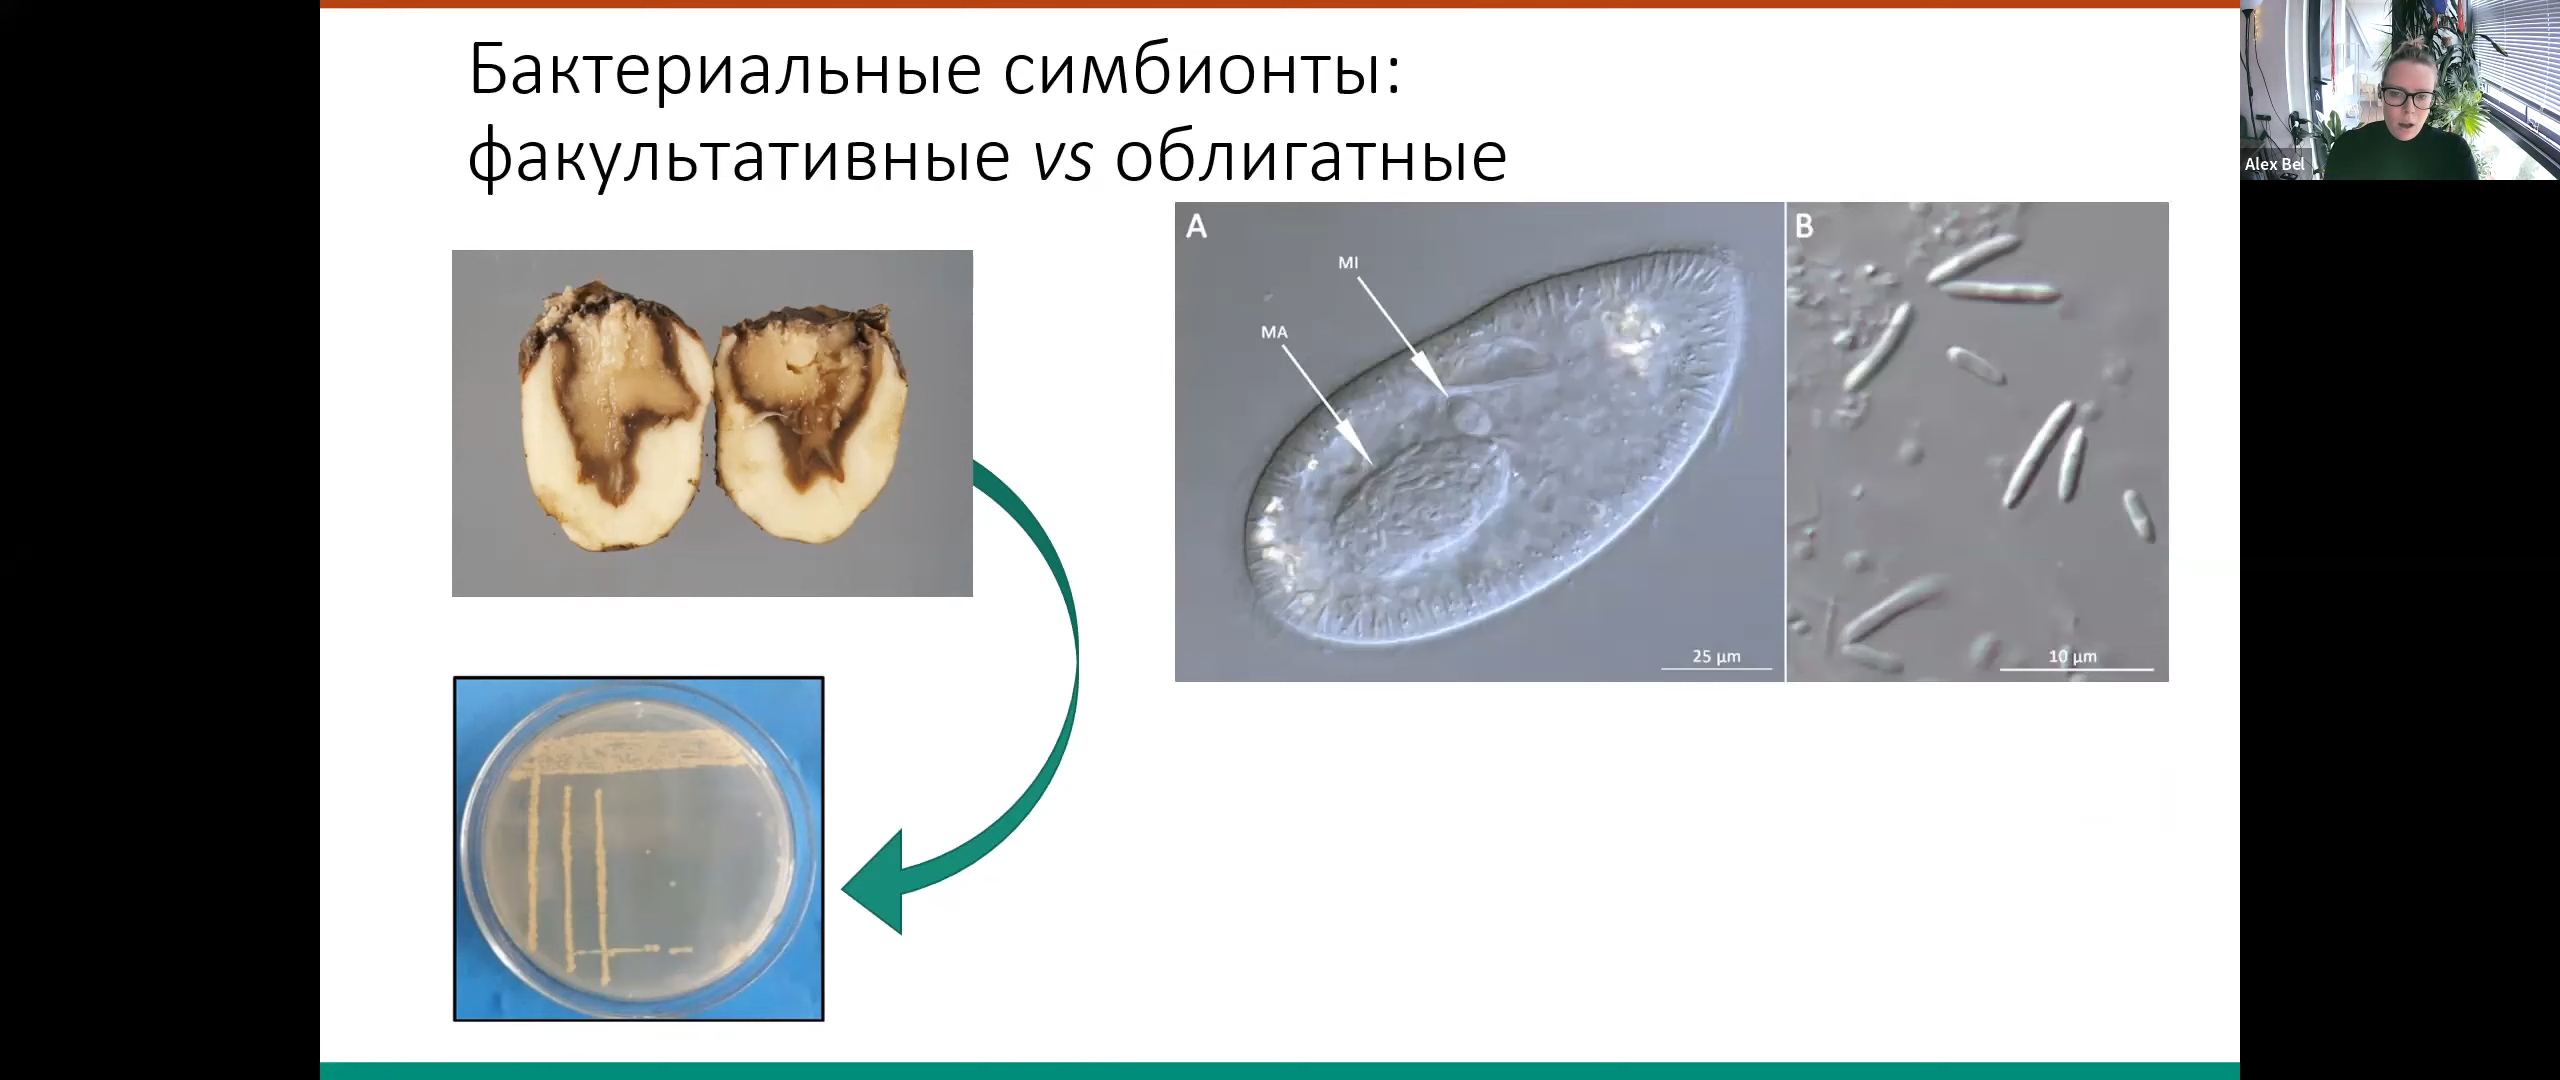 Бактериальные симбионты:
факультативные vs облигатные
Alex Bel
A
B
MI
MA
25 µm
10 µm